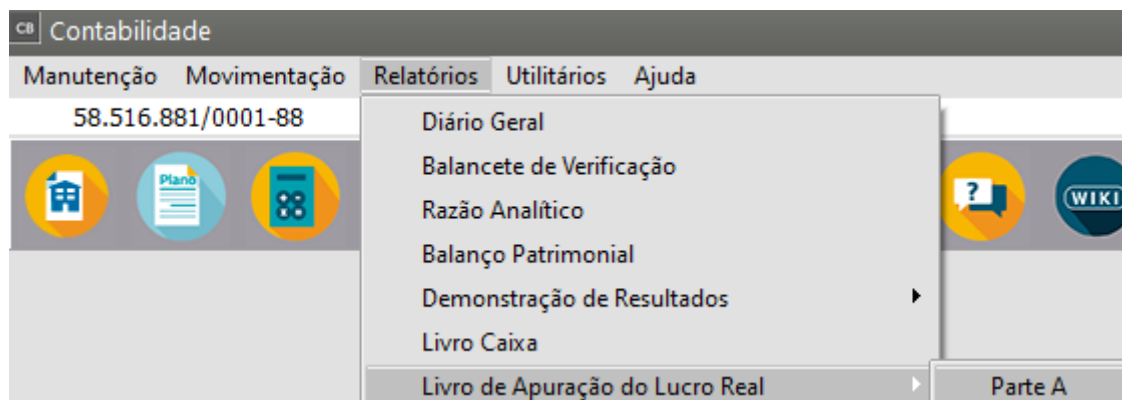 CB Contabilidade
Manutenção Movimentação Relatórios Utilitários Ajuda
58.516.881/0001-88
Diário Geral
Balancete de Verificação
Plano
?
WIKI
Razão Analítico
Balanço Patrimonial
Demonstração de Resultados
Livro Caixa
Livro de Apuração do Lucro Real
Parte A